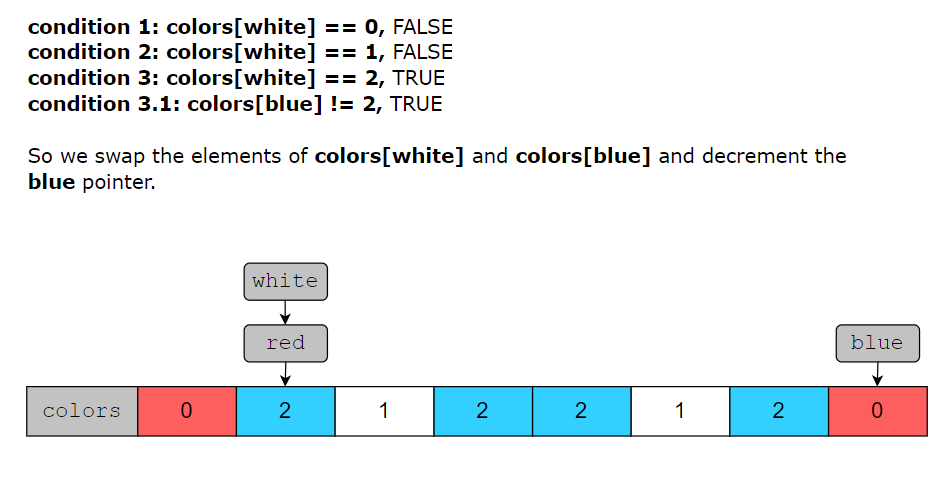 condition 1: colors[white] == 0, FALSE
condition 2: colors[white] == 1, FALSE
condition 3: colors[white] == 2, TRUE
condition 3.1: colors[blue] != 2, TRUE
So we swap the elements of colors[white] and colors[blue] and decrement the
blue pointer.
white
red
blue
colors 0 2 1 2 2 1 2 0